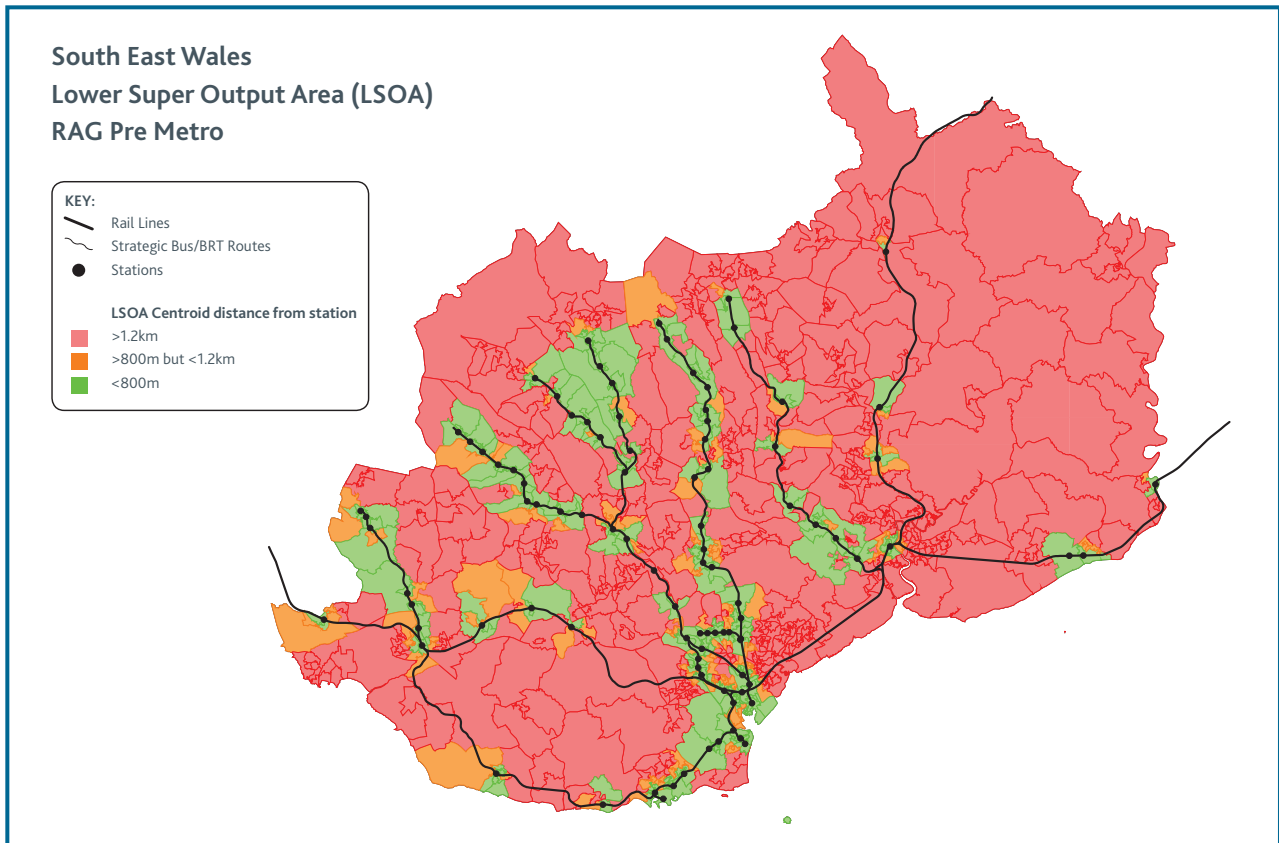 South East Wales
Lower Super Output Area (LSOA)
RAG Pre Metro
KEY:
Rail Lines
Strategic Bus/BRT Routes
Stations
LSOA Centroid distance from station
>1.2km
>800m but <1.2km
<800m